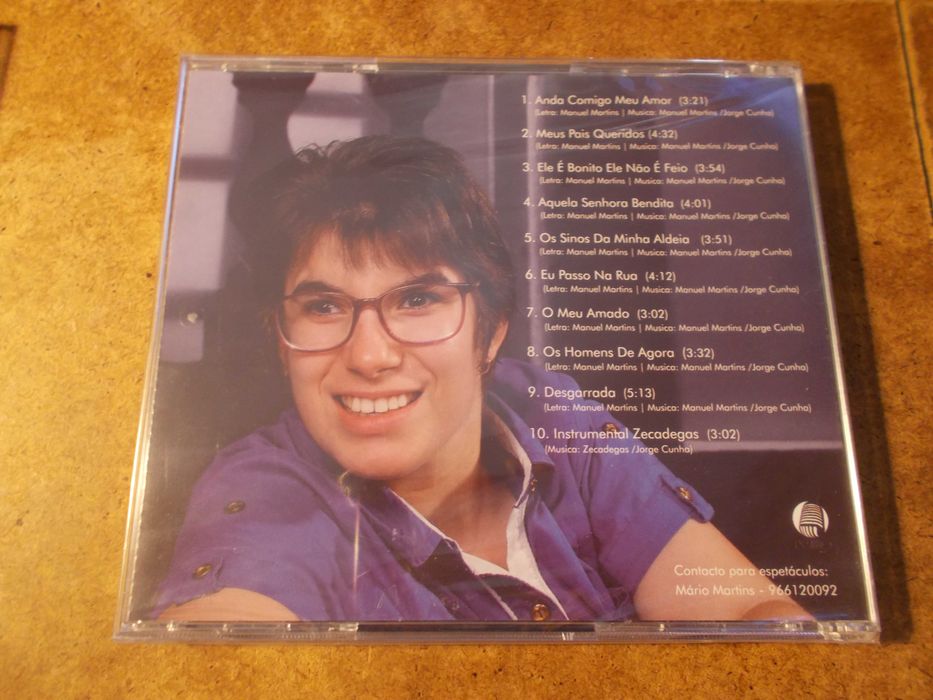 1. Anda Comigo Meu Amor (3:21)
(Letra: Manuel Martins | Musica: Manuel Martins /Jorge Cunha)
2. Meus Pais Queridos (4:32)
(Letra: Manuel Martins | Musica: Manuel Martins /Jorge Cunha)
3. Ele É Bonito Ele Não É Feio (3:54)
(Letra: Manuel Martins | Musica: Manuel Martins /Jorge Cunha)
4. Aquela Senhora Bendita (4:01)
(Letra: Manuel Martins | Musica: Manuel Martins /Jorge Cunha)
5. Os Sinos Da Minha Aldeia (3:51)
(Letra: Manuel Martins | Musica: Manuel Martins /Jorge Cunha)
6. Eu Passo Na Rua (4:12)
(Letra: Manuel Martins | Musica: Manuel Martins /Jorge Cunha)
7. O Meu Amado (3:02)
(Letra: Manuel Martins | Musica: Manuel Martins /Jorge Cunha)
8. Os Homens De Agora (3:32)
(Letra: Manuel Martins | Musica: Manuel Martins /Jorge Cunha)
9. Desgarrada (5:13)
(Letra: Manuel Martins | Musica: Manuel Martins /Jorge Cunha)
10. Instrumental Zecadegas (3:02)
(Musica: Zecadegas /Jorge Cunha)
Contacto para espetáculos:
Mário Martins - 966120092